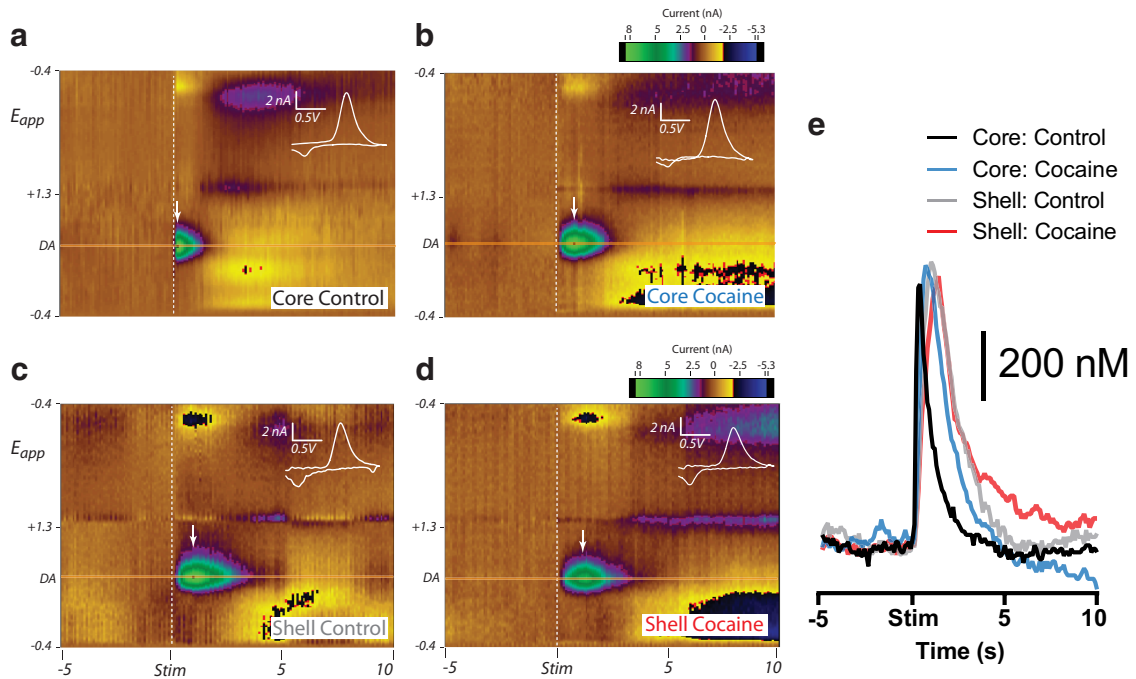 a
-0.4
E_app
+1.3
DA
-0.4
2 nA
0.5V
Core Control
b
Current (nA)
8 5 2.5 0 -2.5 -5.3
-0.4
+1.3
DA
-0.4
2 nA
0.5V
Core Cocaine
c
-0.4
E_app
+1.3
DA
-0.4
2 nA
0.5V
Shell Control
-5 Stim 5 10
d
Current (nA)
8 5 2.5 0 -2.5 -5.3
-0.4
+1.3
DA
-0.4
2 nA
0.5V
Shell Cocaine
-5 Stim 5 10
e
Core: Control
Core: Cocaine
Shell: Control
Shell: Cocaine
200 nM
-5 Stim 5 10
Time (s)